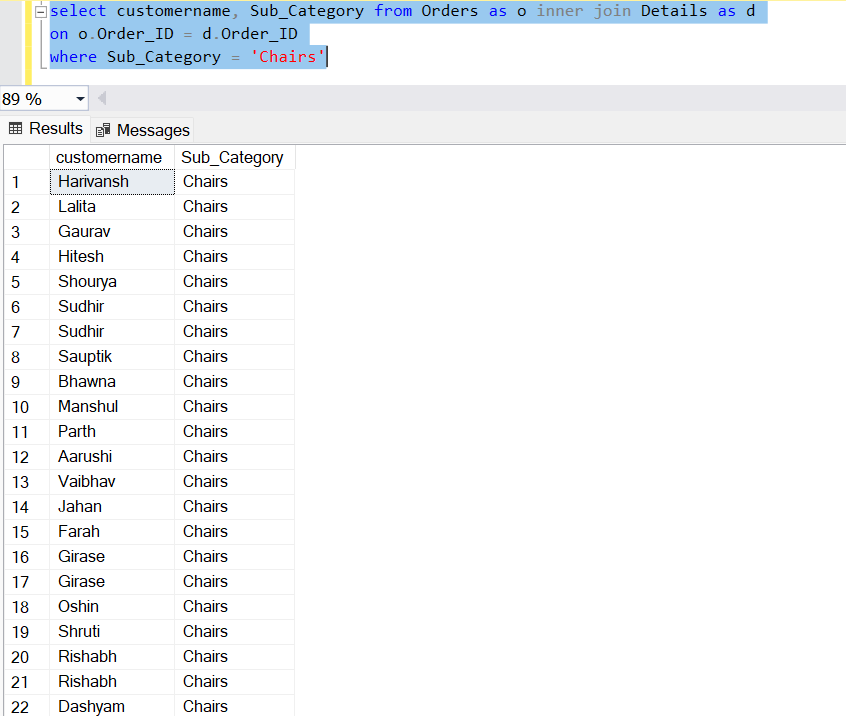 select customername, Sub_Category from Orders as o inner join Details as d
on o.Order_ID = d.Order_ID
where Sub_Category = 'Chairs'
89 %
Results Messages
customername Sub_Category
1 Harivansh Chairs
2 Lalita Chairs
3 Gaurav Chairs
4 Hitesh Chairs
5 Shourya Chairs
6 Sudhir Chairs
7 Sudhir Chairs
8 Sauptik Chairs
9 Bhawna Chairs
10 Manshul Chairs
11 Parth Chairs
12 Aarushi Chairs
13 Vaibhav Chairs
14 Jahan Chairs
15 Farah Chairs
16 Girase Chairs
17 Girase Chairs
18 Oshin Chairs
19 Shruti Chairs
20 Rishabh Chairs
21 Rishabh Chairs
22 Dashyam Chairs